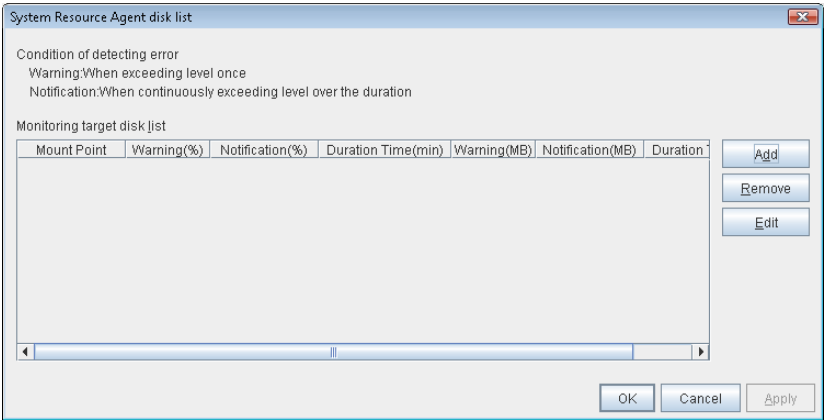 System Resource Agent disk list
Condition of detecting error
Warning:When exceeding level once
Notification:When continuously exceeding level over the duration
Monitoring target disk list
Mount Point Warning(%) Notification(%) Duration Time(min) Warning(MB) Notification(MB) Duration
Add
Remove
Edit
OK Cancel Apply